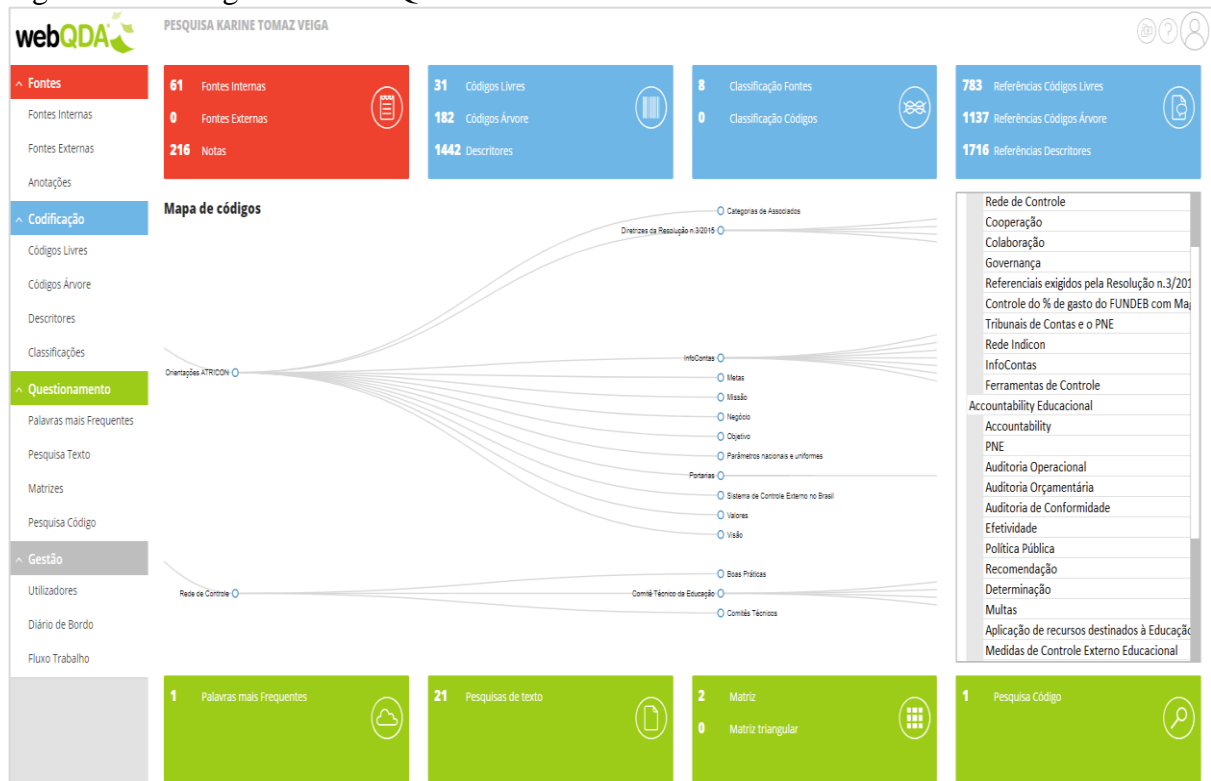 webQDA
PESQUISA KARINE TOMAZ VEIGA
Fontes
Fontes Internas
Fontes Externas
Anotações
Codificação
Códigos Livres
Códigos Árvore
Descritores
Classificações
Questionamento
Palavras mais Frequentes
Pesquisa Texto
Matrizes
Pesquisa Código
Gestão
Utilizadores
Diário de Bordo
Fluxo Trabalho
61 Fontes Internas
0 Fontes Externas
216 Notas
31 Códigos Livres
182 Códigos Árvore
1442 Descritores
8 Classificação Fontes
0 Classificação Códigos
783 Referências Códigos Livres
1137 Referências Códigos Árvore
1716 Referências Descritores
Mapa de códigos
Orientações ATRICON
Categorias de Associados
Diretrizes da Resolução n.3/2015
InfoContas
Metas
Missão
Negócio
Objetivo
Parâmetros nacionais e uniformes
Portarias
Sistema de Controle Externo no Brasil
Valores
Visão
Rede de Controle
Boas Práticas
Comitê Técnico da Educação
Comitês Técnicos
Rede de Controle
Cooperação
Colaboração
Governança
Referenciais exigidos pela Resolução n.3/201
Controle do % de gasto do FUNDEB com Mag
Tribunais de Contas e o PNE
Rede Indicon
InfoContas
Ferramentas de Controle
Accountability Educacional
Accountability
PNE
Auditoria Operacional
Auditoria Orçamentária
Auditoria de Conformidade
Efetividade
Política Pública
Recomendação
Determinação
Multas
Aplicação de recursos destinados à Educação
Medidas de Controle Externo Educacional
1 Palavras mais Frequentes
21 Pesquisas de texto
2 Matriz
0 Matriz triangular
1 Pesquisa Código